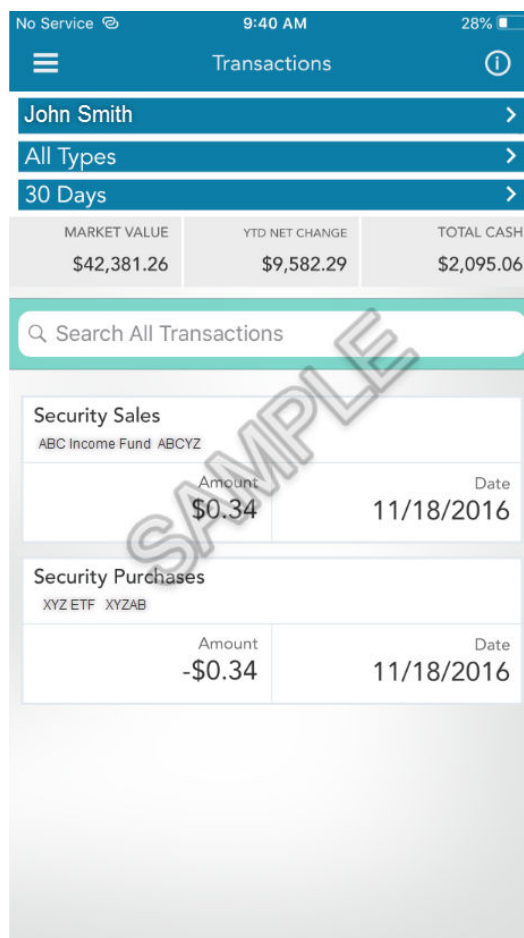 No Service 9:40 AM 28%
Transactions
John Smith
All Types
30 Days
MARKET VALUE YTD NET CHANGE TOTAL CASH
$42,381.26 $9,582.29 $2,095.06
Search All Transactions
SAMPLE
Security Sales
ABC Income Fund ABCYZ
Amount Date
$0.34 11/18/2016
Security Purchases
XYZ ETF XYZAB
Amount Date
-$0.34 11/18/2016